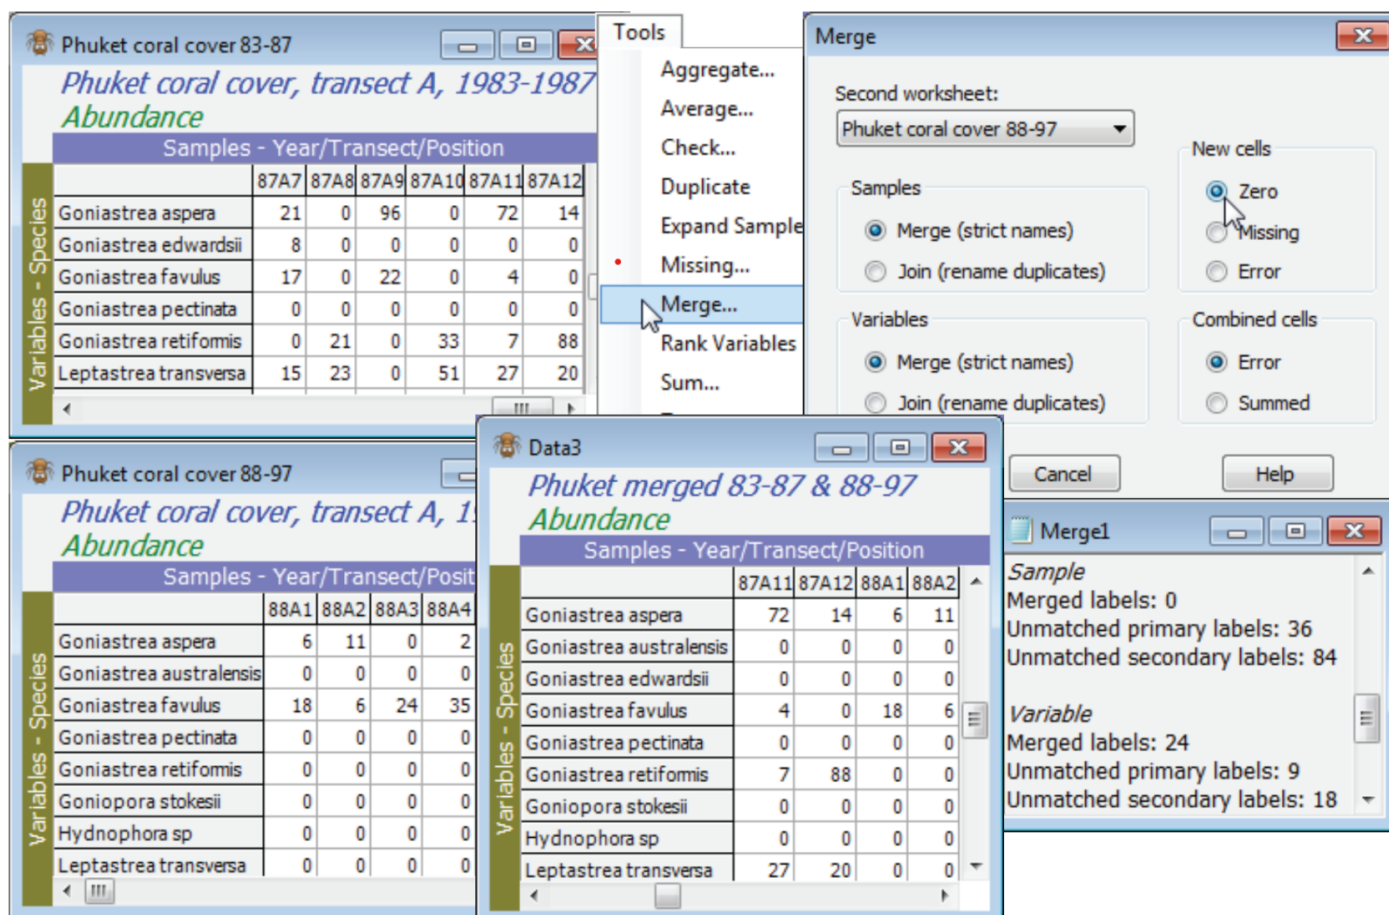 Phuket coral cover 83-87
Phuket coral cover, transect A, 1983-1987
Abundance
Samples - Year/Transect/Position
Variables - Species
87A7 87A8 87A9 87A10 87A11 87A12
Goniastrea aspera 21 0 96 0 72 14
Goniastrea edwardsii 8 0 0 0 0 0
Goniastrea favulus 17 0 22 0 4 0
Goniastrea pectinata 0 0 0 0 0 0
Goniastrea retiformis 0 21 0 33 7 88
Leptastrea transversa 15 23 0 51 27 20
Tools
Aggregate...
Average...
Check...
Duplicate
Expand Sample
Missing...
Merge...
Rank Variables
Sum...
Merge
Second worksheet:
Phuket coral cover 88-97
Samples
Merge (strict names)
Join (rename duplicates)
Variables
Merge (strict names)
Join (rename duplicates)
New cells
Zero
Missing
Error
Combined cells
Error
Summed
Cancel
Help
Phuket coral cover 88-97
Phuket coral cover, transect A, 1
Abundance
Samples - Year/Transect/Posit
Variables - Species
88A1 88A2 88A3 88A4
Goniastrea aspera 6 11 0 2
Goniastrea australensis 0 0 0 0
Goniastrea favulus 18 6 24 35
Goniastrea pectinata 0 0 0 0
Goniastrea retiformis 0 0 0 0
Goniopora stokesii 0 0 0 0
Hydnophora sp 0 0 0 0
Leptastrea transversa 0 0 0 0
Data3
Phuket merged 83-87 & 88-97
Abundance
Samples - Year/Transect/Position
Variables - Species
87A11 87A12 88A1 88A2
Goniastrea aspera 72 14 6 11
Goniastrea australensis 0 0 0 0
Goniastrea edwardsii 0 0 0 0
Goniastrea favulus 4 0 18 6
Goniastrea pectinata 0 0 0 0
Goniastrea retiformis 7 88 0 0
Goniopora stokesii 0 0 0 0
Hydnophora sp 0 0 0 0
Leptastrea transversa 27 20 0 0
Merge1
Sample
Merged labels: 0
Unmatched primary labels: 36
Unmatched secondary labels: 84
Variable
Merged labels: 24
Unmatched primary labels: 9
Unmatched secondary labels: 18